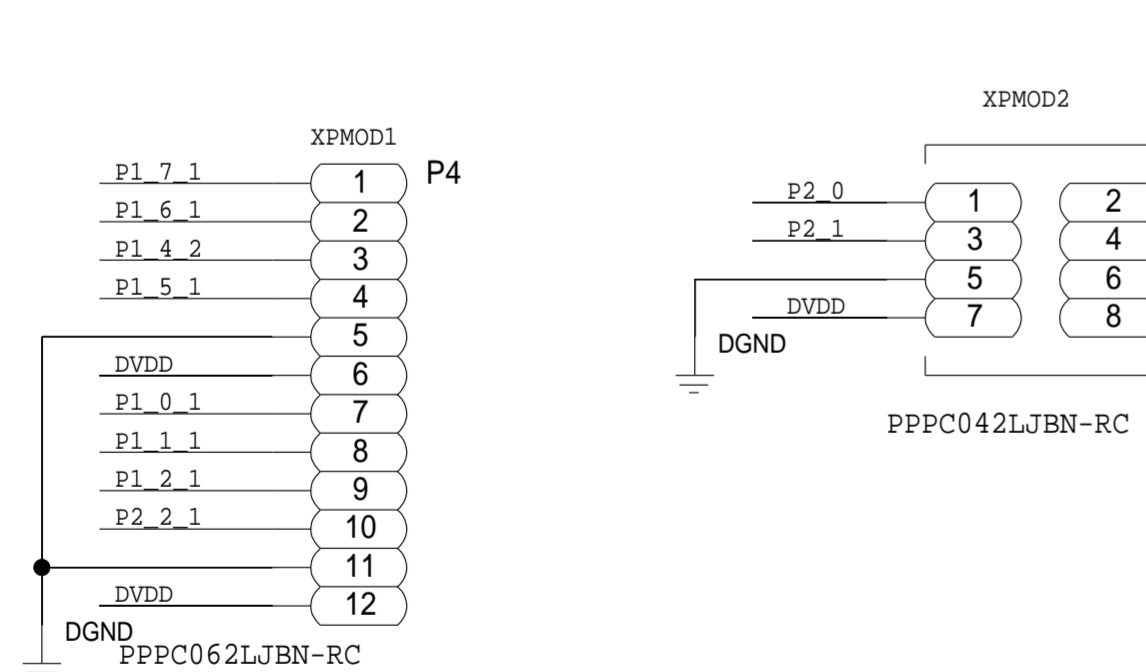 XPMOD1
P4
P1_7_1 1
P1_6_1 2
P1_4_2 3
P1_5_1 4
5
DVDD 6
P1_0_1 7
P1_1_1 8
P1_2_1 9
P2_2_1 10
11
DVDD 12
DGND
PPPC062LJBN-RC
XPMOD2
P2_0 1 2
P2_1 3 4
5 6
DVDD 7 8
DGND
PPPC042LJBN-RC